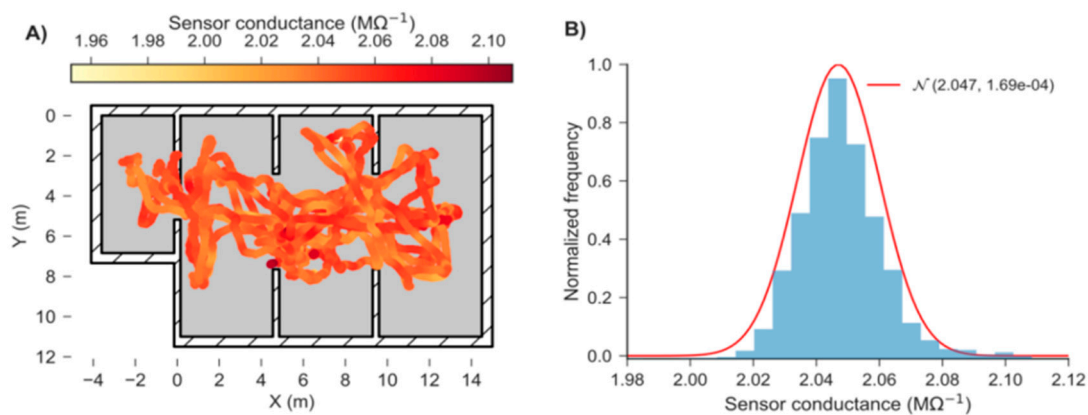 A)
Sensor conductance (MΩ⁻¹)
1.96 1.98 2.00 2.02 2.04 2.06 2.08 2.10
0
2
4
6
8
10
12
Y (m)
−4 −2 0 2 4 6 8 10 12 14
X (m)
B)
1.0
0.8
0.6
0.4
0.2
0.0
Normalized frequency
𝒩 (2.047, 1.69e-04)
1.98 2.00 2.02 2.04 2.06 2.08 2.10 2.12
Sensor conductance (MΩ⁻¹)